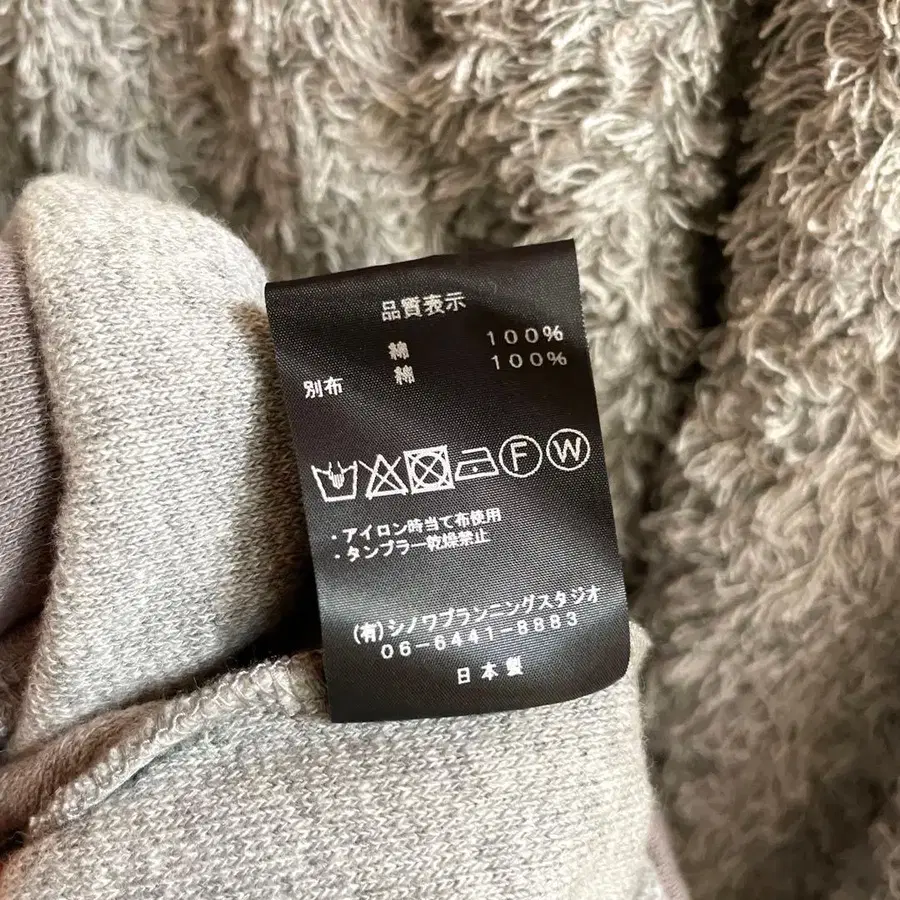 品質表示
綿 100%
別布 綿 100%
F W
・アイロン時当て布使用
・タンブラー乾燥禁止
(有)シノワプランニングスタジオ
06-6441-8883
日本製